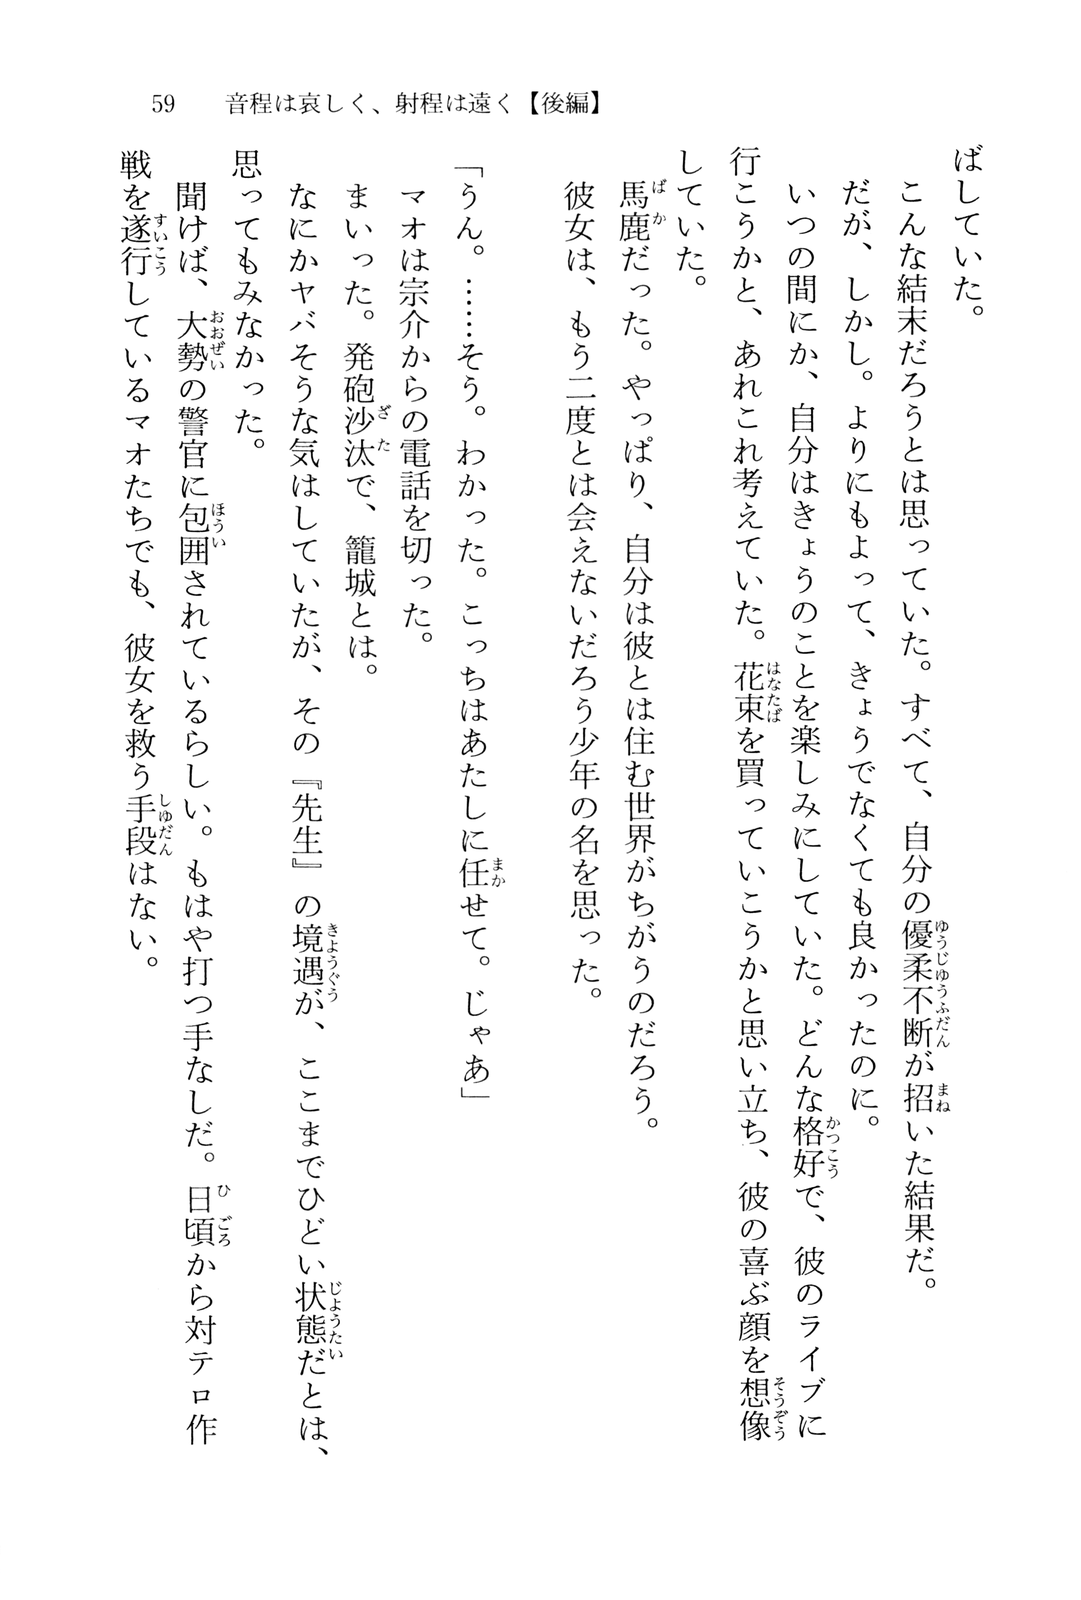 59　音程は哀しく、射程は遠く【後編】
ばしていた。
　こんな結末だろうとは思っていた。すべて、自分の優柔不断が招いた結果だ。
　だが、しかし。よりにもよって、きょうでなくても良かったのに。
　いつの間にか、自分はきょうのことを楽しみにしていた。どんな格好で、彼のライブに
行こうかと、あれこれ考えていた。花束を買っていこうかと思い立ち、彼の喜ぶ顔を想像
していた。
　馬鹿だった。やっぱり、自分は彼とは住む世界がちがうのだろう。
　彼女は、もう二度とは会えないだろう少年の名を思った。
「うん。……そう。わかった。こっちはあたしに任せて。じゃあ」
　マオは宗介からの電話を切った。
　まいった。発砲沙汰で、籠城とは。
　なにかヤバそうな気はしていたが、その『先生』の境遇が、ここまでひどい状態だとは、
思ってもみなかった。
　聞けば、大勢の警官に包囲されているらしい。もはや打つ手なしだ。日頃から対テロ作
戦を遂行しているマオたちでも、彼女を救う手段はない。